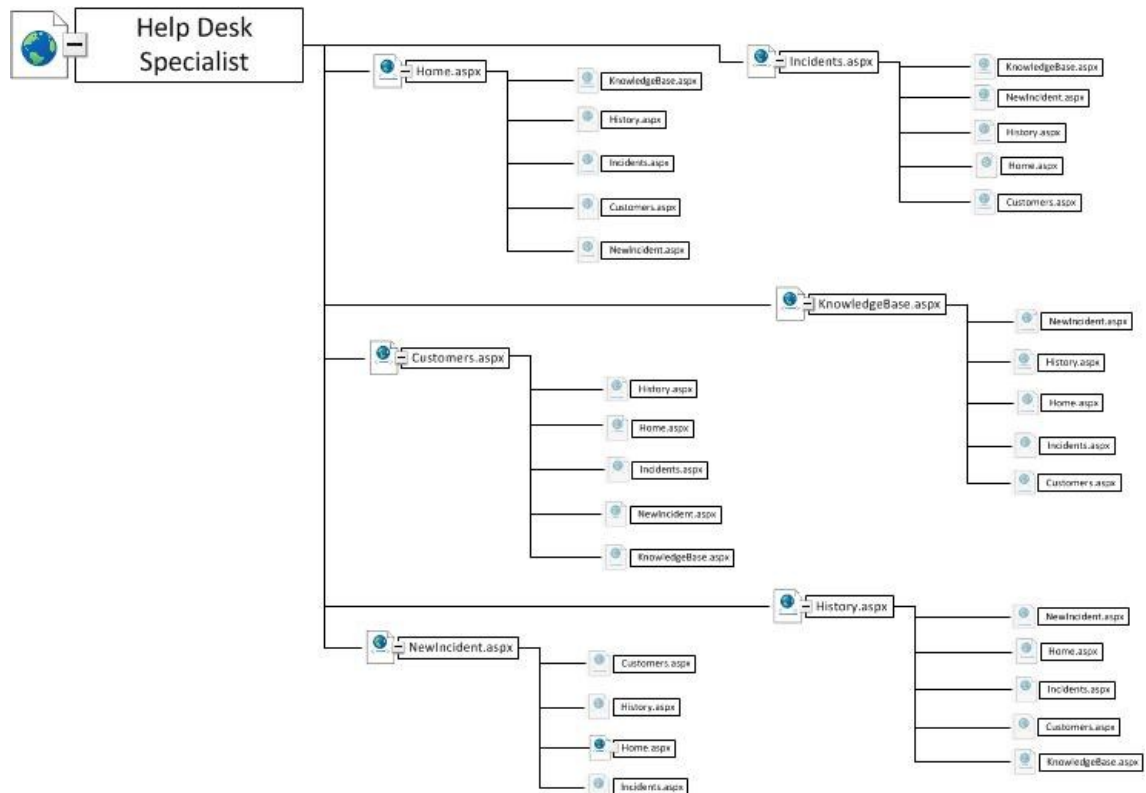 Help Desk
Specialist
Home.aspx
KnowledgeBase.aspx
History.aspx
Incidents.aspx
Customers.aspx
NewIncident.aspx
Incidents.aspx
KnowledgeBase.aspx
NewIncident.aspx
History.aspx
Home.aspx
Customers.aspx
KnowledgeBase.aspx
NewIncident.aspx
History.aspx
Home.aspx
Incidents.aspx
Customers.aspx
Customers.aspx
History.aspx
Home.aspx
Incidents.aspx
NewIncident.aspx
KnowledgeBase.aspx
History.aspx
NewIncident.aspx
Home.aspx
Incidents.aspx
Customers.aspx
KnowledgeBase.aspx
NewIncident.aspx
Customers.aspx
History.aspx
Home.aspx
Incidents.aspx